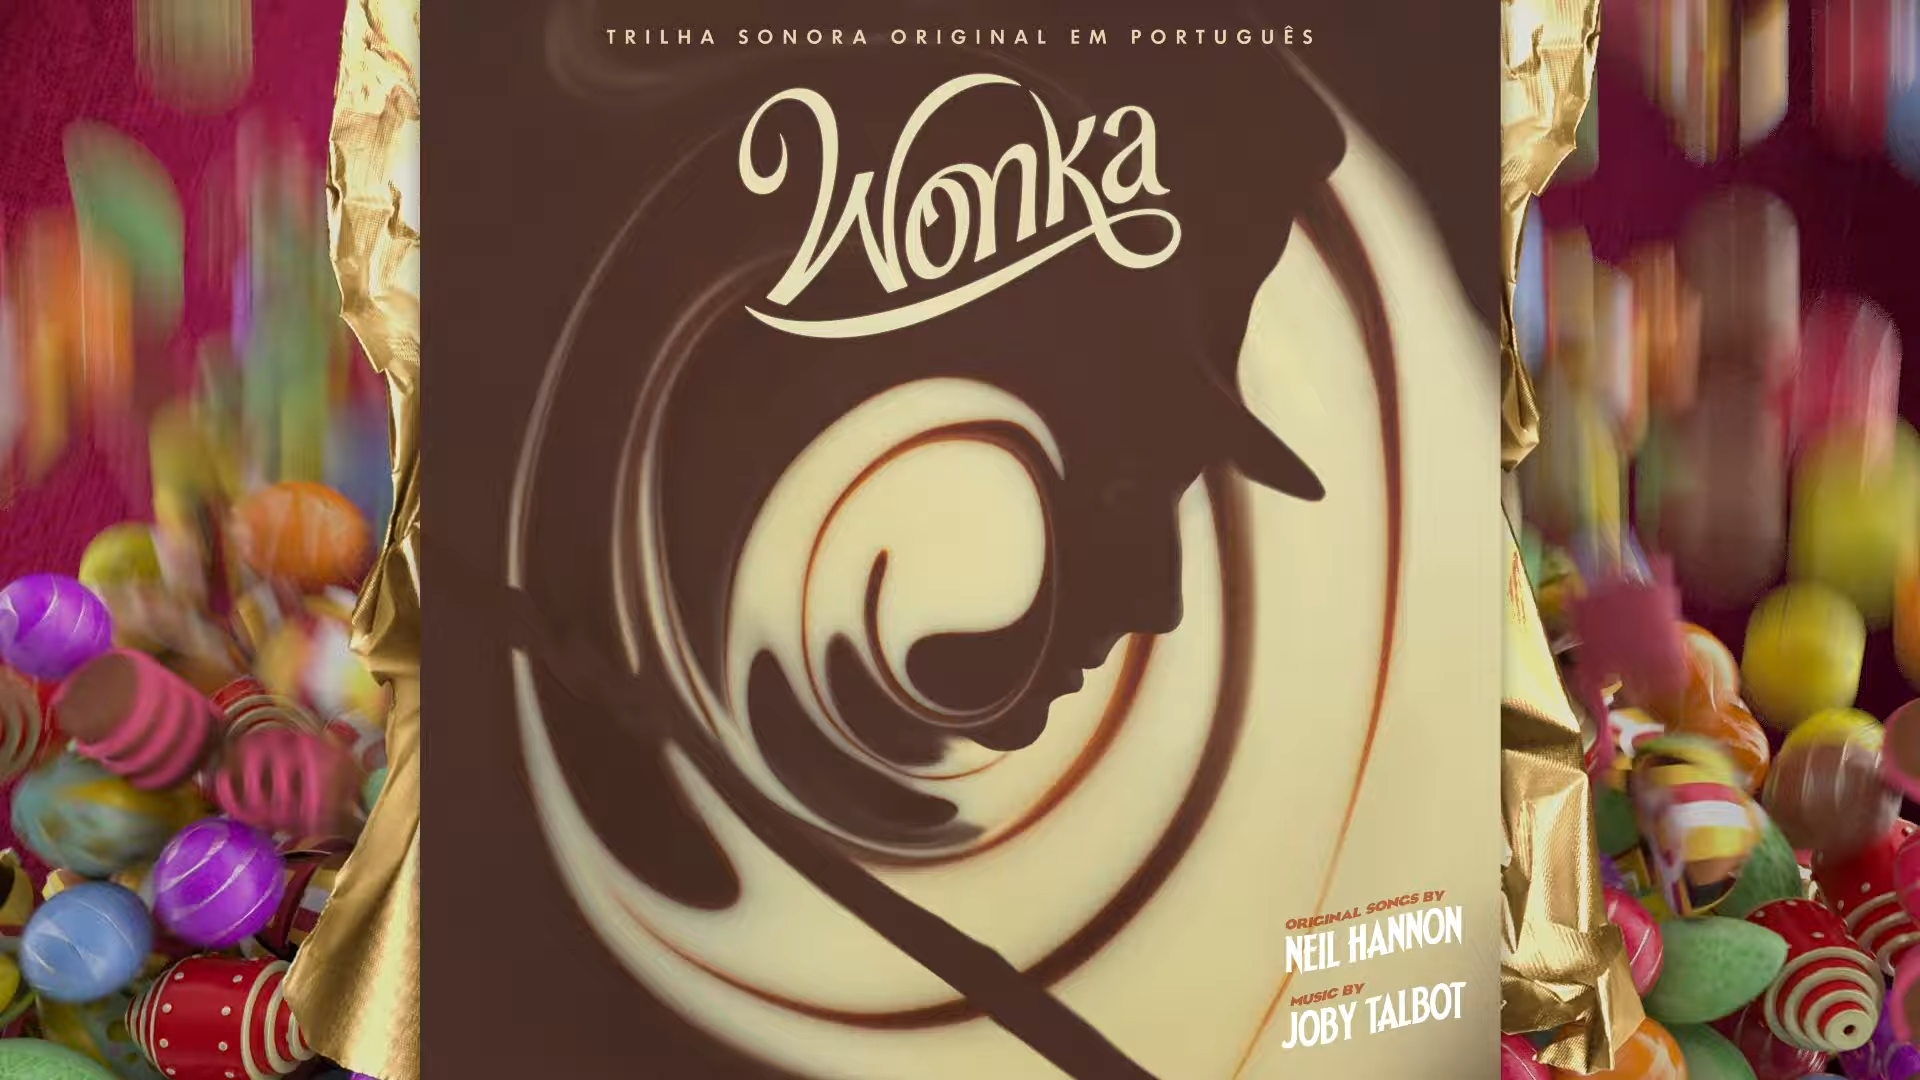 TRILHA SONORA ORIGINAL EM PORTUGUÊS
Wonka
ORIGINAL SONGS BY
NEIL HANNON
MUSIC BY
JOBY TALBOT